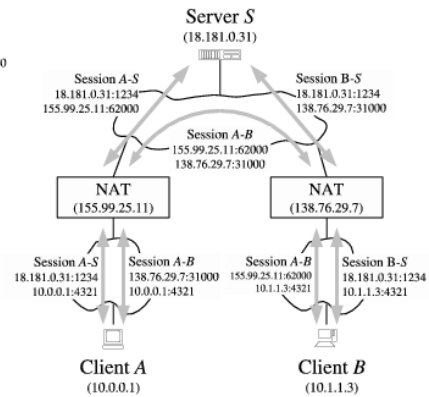 Server S
(18.181.0.31)
0
Session A-S
18.181.0.31:1234
155.99.25.11:62000
Session B-S
18.181.0.31:1234
138.76.29.7:31000
Session A-B
155.99.25.11:62000
138.76.29.7:31000
NAT
(155.99.25.11)
NAT
(138.76.29.7)
Session A-S
18.181.0.31:1234
10.0.0.1:4321
Session A-B
138.76.29.7:31000
10.0.0.1:4321
Session A-B
155.99.25.11:62000
10.1.1.3:4321
Session B-S
18.181.0.31:1234
10.1.1.3:4321
Client A
(10.0.0.1)
Client B
(10.1.1.3)